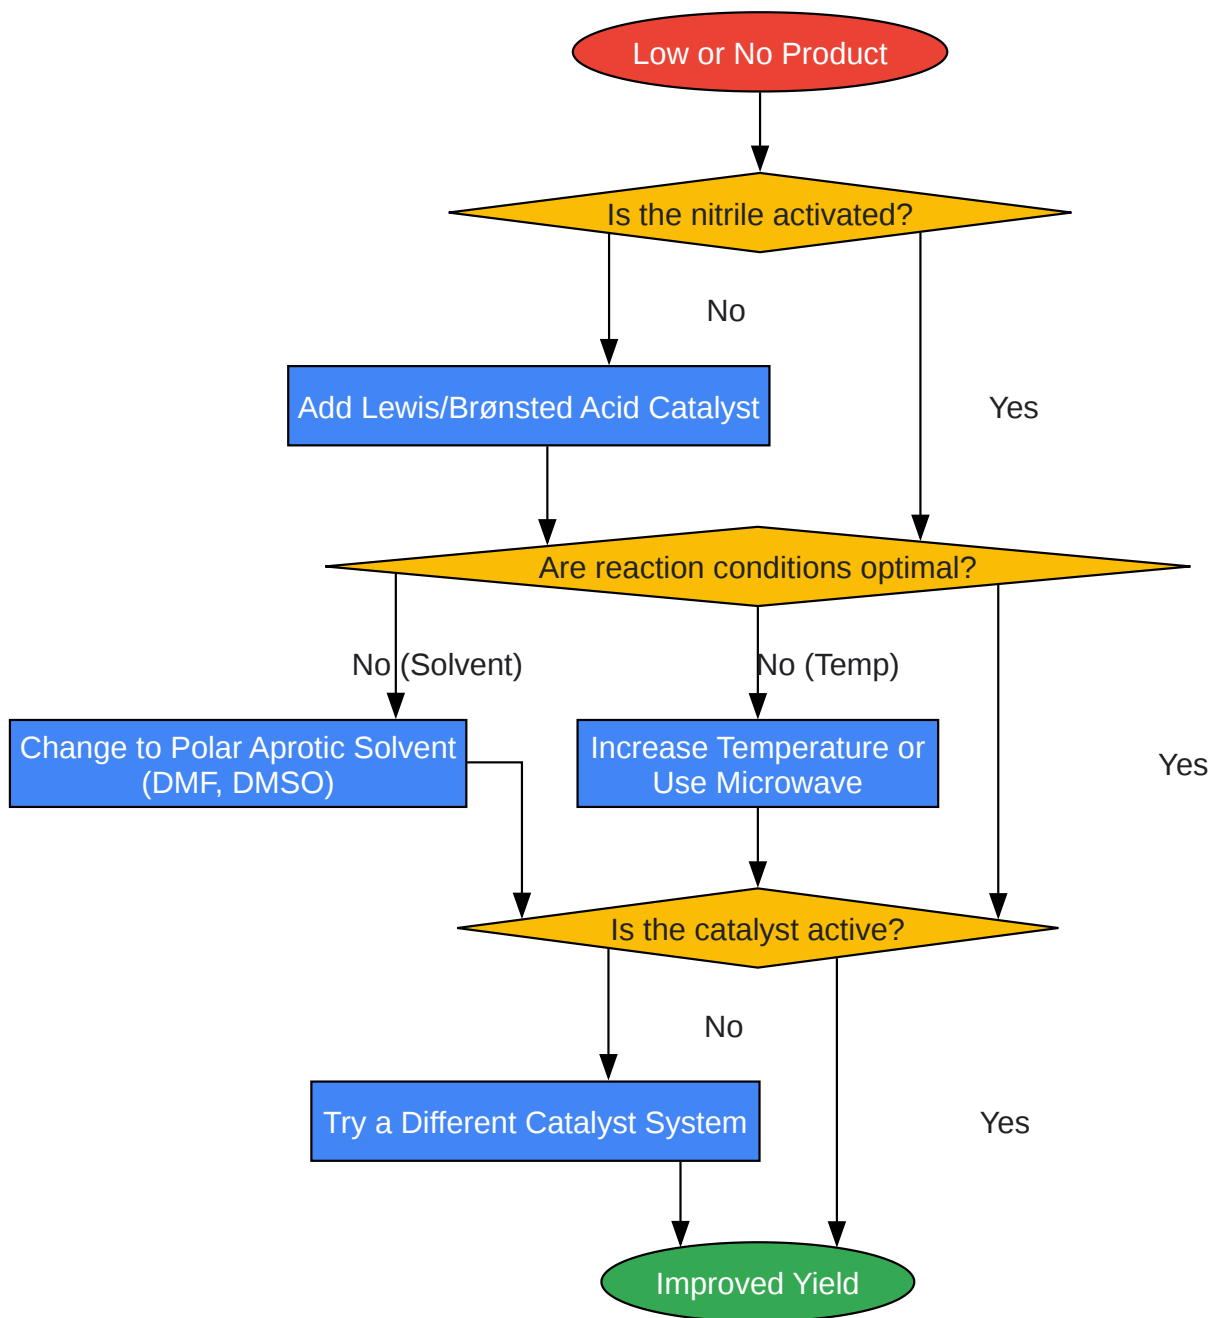 Low or No Product
Is the nitrile activated?
No
Add Lewis/Brønsted Acid Catalyst
Yes
Are reaction conditions optimal?
No (Solvent)
No (Temp)
Change to Polar Aprotic Solvent
(DMF, DMSO)
Increase Temperature or
Use Microwave
Yes
Is the catalyst active?
No
Try a Different Catalyst System
Yes
Improved Yield